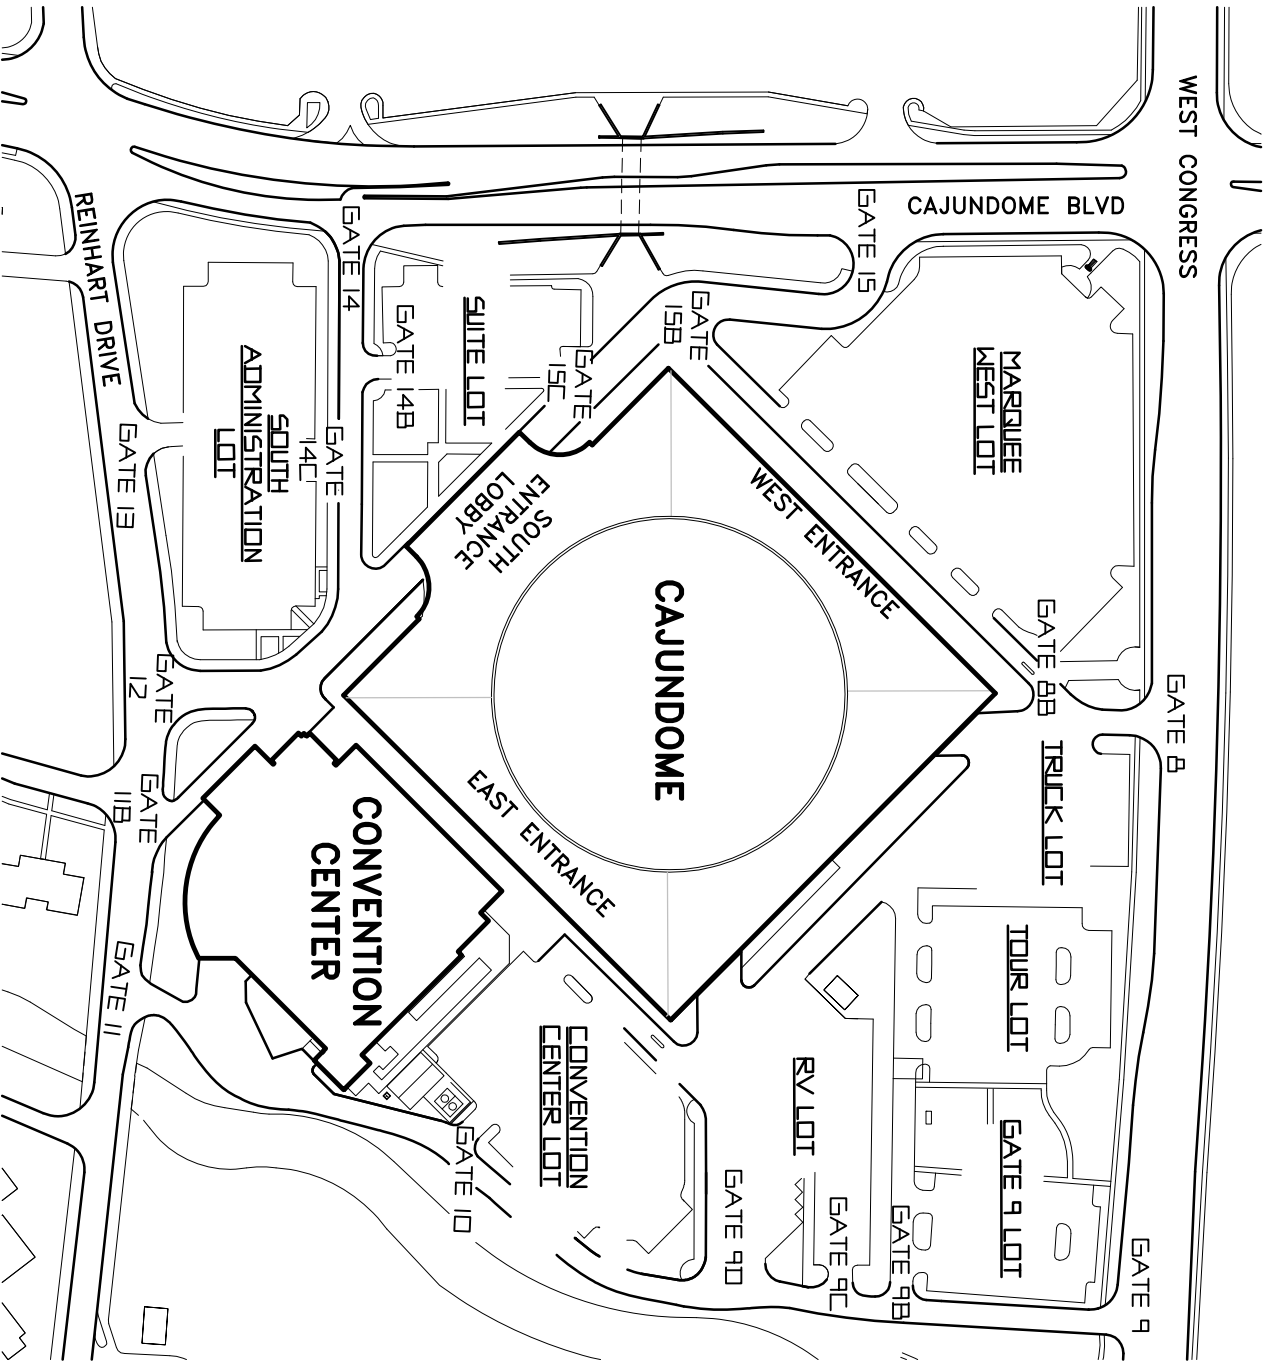 WEST CONGRESS
CAJUNDOME BLVD
REINHART DRIVE
GATE 15
GATE 14
GATE
15B
GATE
15C
GATE 14B
SUITE LOT
MARQUEE
WEST LOT
SOUTH
ADMINISTRATION
LOT
GATE
14C
GATE 13
WEST ENTRANCE
SOUTH
ENTRANCE
LOBBY
CAJUNDOME
EAST ENTRANCE
GATE 8B
GATE 8
GATE
12
GATE
11B
GATE 11
CONVENTION
CENTER
TRUCK LOT
TOUR LOT
RV LOT
CONVENTION
CENTER LOT
GATE 10
GATE 9D
GATE 9C
GATE 9B
GATE 9 LOT
GATE 9